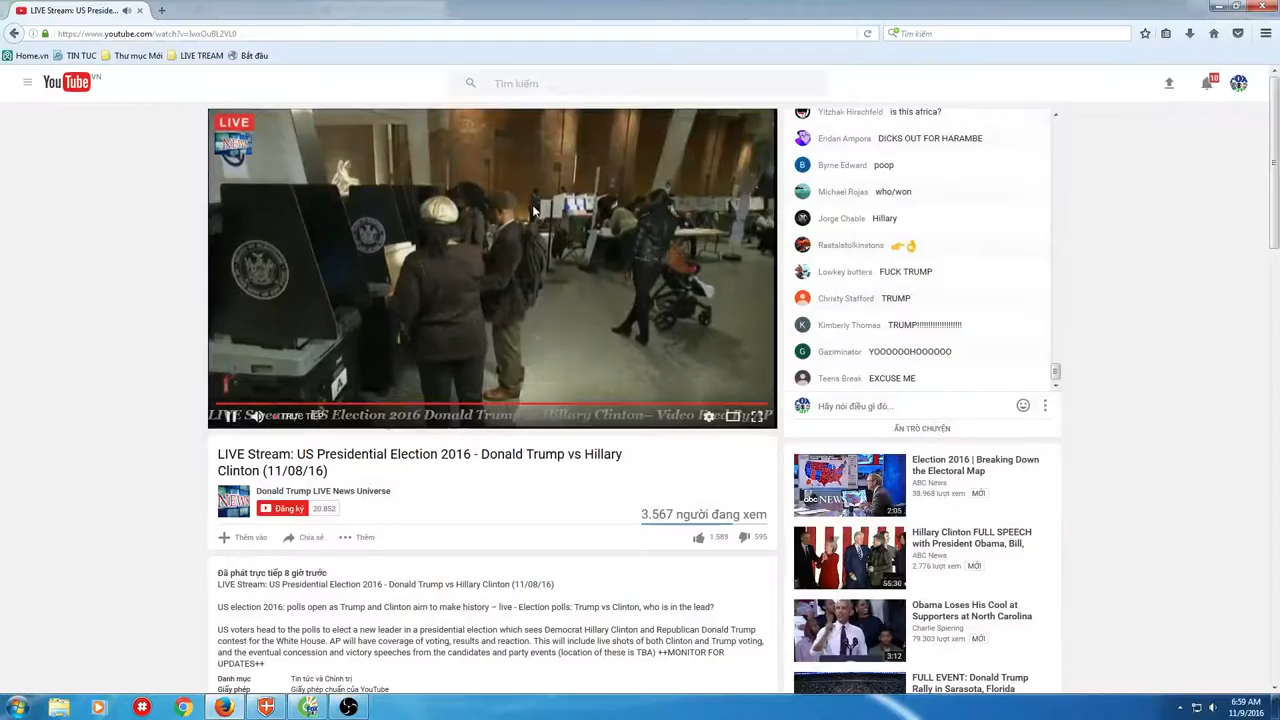 LIVE Stream: US Preside...
https://www.youtube.com/watch?v=IwxOuBL2VL0
Tìm kiếm
Home.vn
TIN TUC
Thư mục Mới
LIVE TREAM
Bắt đầu
YouTube VN
Tìm kiếm
10
LIVE
NEWS
TRỰC TIẾP
LIVE Stream: US Presidential Election 2016 - Donald Trump vs Hillary
Clinton (11/08/16)
NEWS
Donald Trump LIVE News Universe
Đăng ký
20.852
3.567 người đang xem
Thêm vào
Chia sẻ
Thêm
1.589
595
Đã phát trực tiếp 8 giờ trước
LIVE Stream: US Presidential Election 2016 - Donald Trump vs Hillary Clinton (11/08/16)
US election 2016: polls open as Trump and Clinton aim to make history – live - Election polls: Trump vs Clinton, who is in the lead?
US voters head to the polls to elect a new leader in a presidential election which sees Democrat Hillary Clinton and Republican Donald Trump
contest for the White House. AP will have coverage of voting, results and reaction. This will include live shots of both Clinton and Trump voting,
and the eventual concession and victory speeches from the candidates and party events (location of these is TBA) ++MONITOR FOR
UPDATES++
Danh mục Tin tức và Chính trị
Giấy phép Giấy phép chuẩn của YouTube
Yitzhak Hirschfeld is this africa?
Eridan Ampora DICKS OUT FOR HARAMBE
B Byrne Edward poop
Michael Rojas who/won
Jorge Chable Hillary
Rastalstolkinstons 👉👌
Lowkey butters FUCK TRUMP
Christy Stafford TRUMP
K Kimberly Thomas TRUMP!!!!!!!!!!!!!!!!!!!!
G Gaziminator YOOOOOOHOOOOOO
Teens Break EXCUSE ME
Hãy nói điều gì đó...
ẨN TRÒ CHUYỆN
abc NEWS
2:05
Election 2016 | Breaking Down
the Electoral Map
ABC News
38.968 lượt xem MỚI
55:30
Hillary Clinton FULL SPEECH
with President Obama, Bill,
ABC News
2.776 lượt xem MỚI
3:12
Obama Loses His Cool at
Supporters at North Carolina
Charlie Spiering
79.303 lượt xem MỚI
FULL EVENT: Donald Trump
Rally in Sarasota, Florida
6:59 AM
11/9/2016